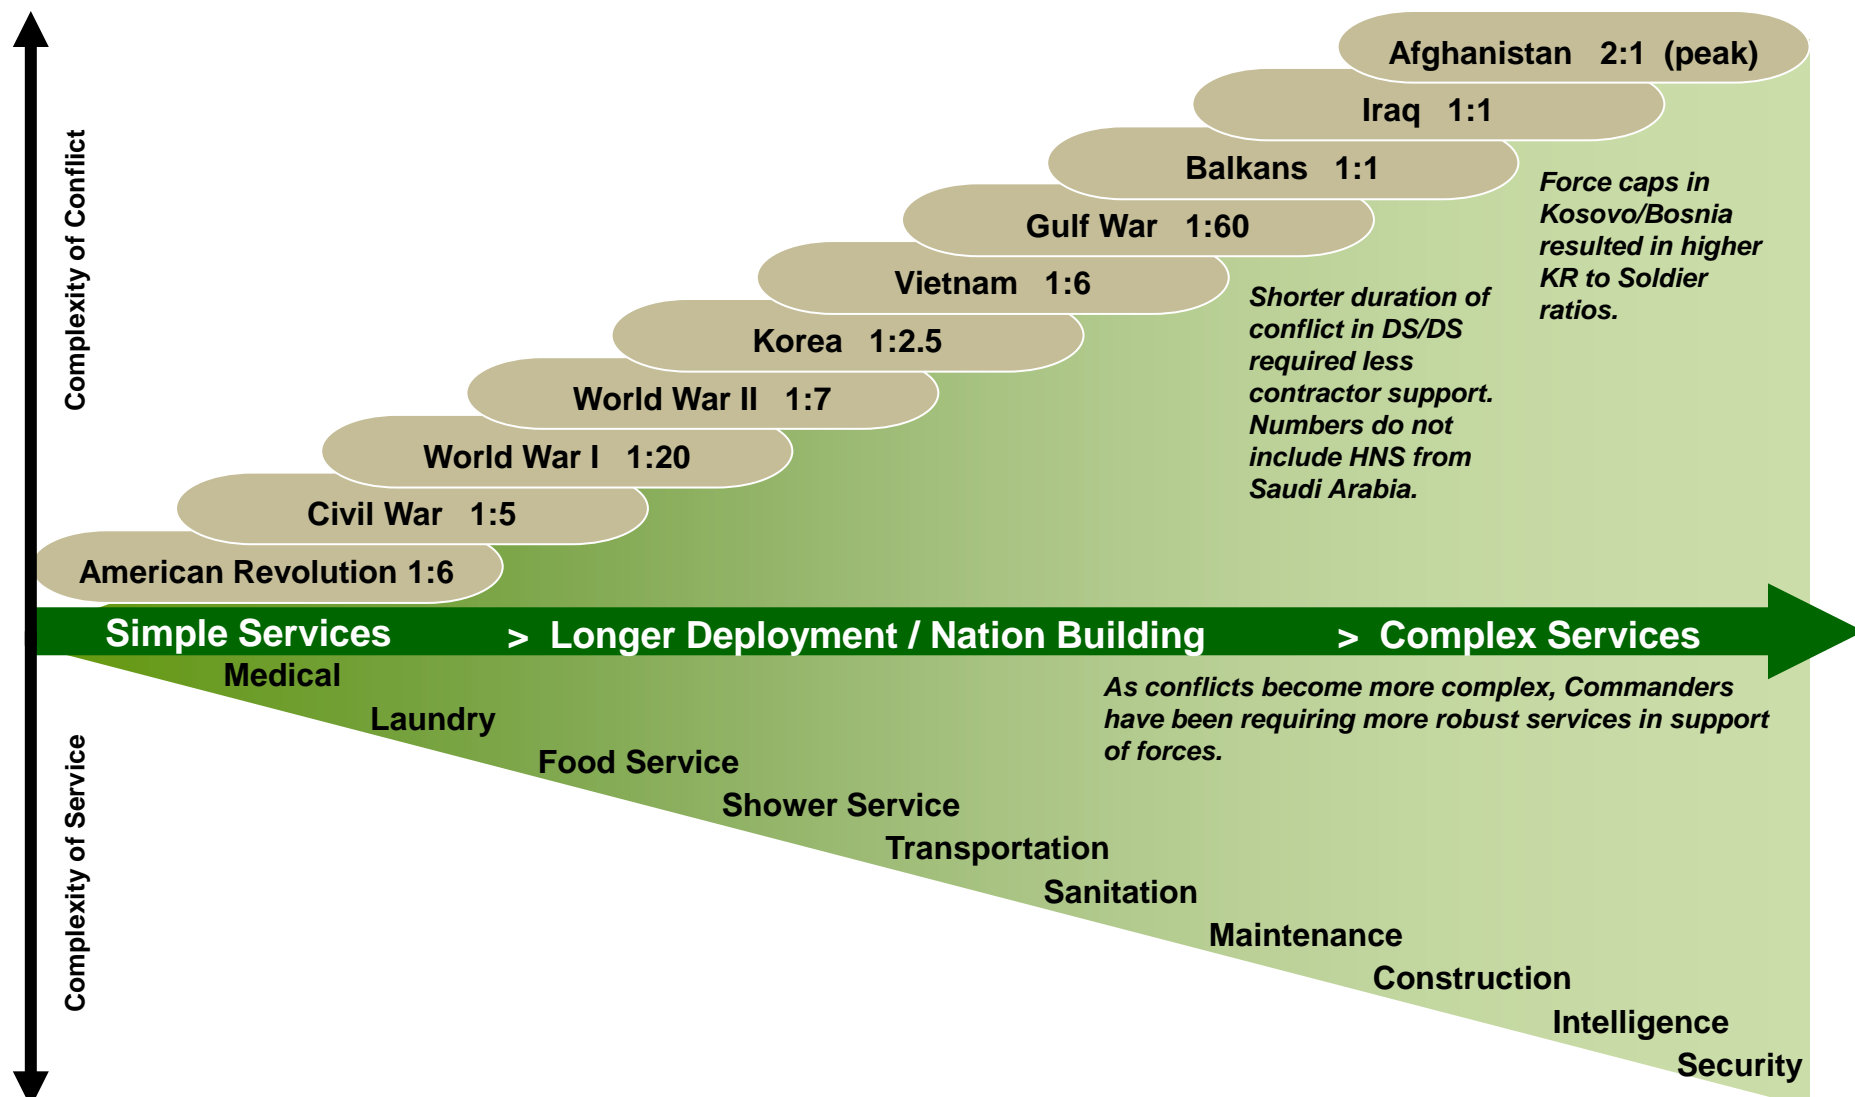 Complexity of Conflict
Afghanistan 2:1 (peak)
Iraq 1:1
Balkans 1:1
Gulf War 1:60
Vietnam 1:6
Korea 1:2.5
World War II 1:7
World War I 1:20
Civil War 1:5
American Revolution 1:6
Force caps in
Kosovo/Bosnia
resulted in higher
KR to Soldier
ratios.
Shorter duration of
conflict in DS/DS
required less
contractor support.
Numbers do not
include HNS from
Saudi Arabia.
Simple Services > Longer Deployment / Nation Building > Complex Services
Complexity of Service
Medical
Laundry
Food Service
Shower Service
Transportation
Sanitation
Maintenance
Construction
Intelligence
Security
As conflicts become more complex, Commanders
have been requiring more robust services in support
of forces.